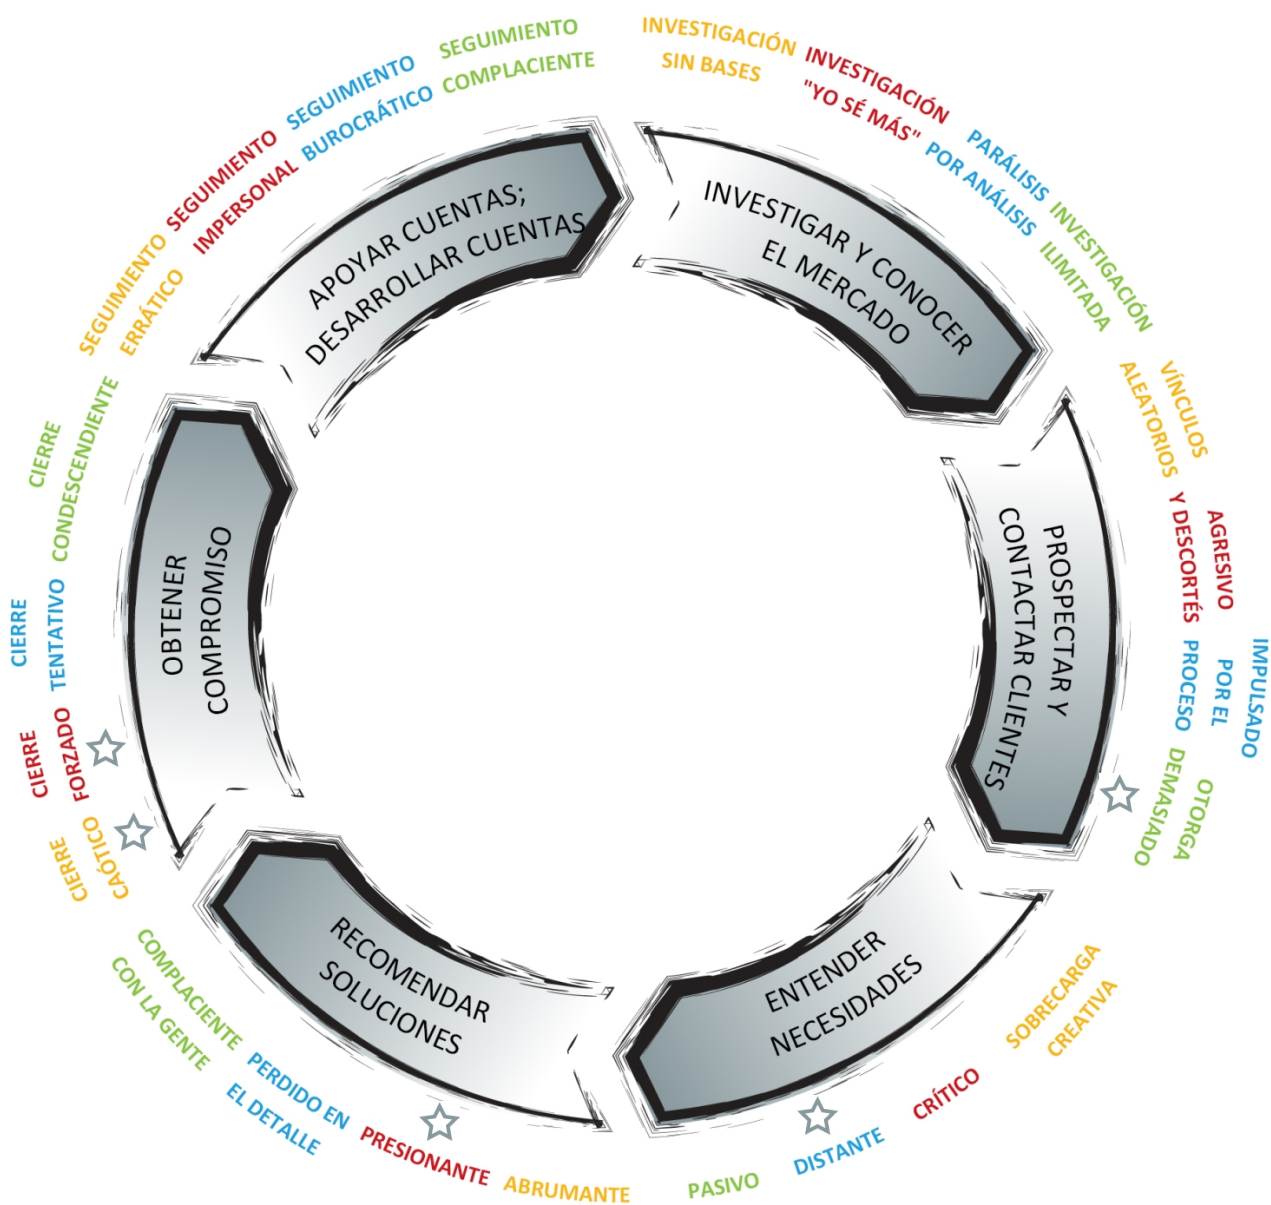 INVESTIGACIÓN
SIN BASES
INVESTIGACIÓN
"YO SÉ MÁS"
PARÁLISIS
POR ANÁLISIS
INVESTIGACIÓN
ILIMITADA
INVESTIGAR Y CONOCER
EL MERCADO
VÍNCULOS
ALEATORIOS
AGRESIVO
Y DESCORTÉS
IMPULSADO
POR EL
PROCESO
OTORGA
DEMASIADO
PROSPECTAR Y
CONTACTAR CLIENTES
SOBRECARGA
CREATIVA
CRÍTICO
DISTANTE
PASIVO
ENTENDER
NECESIDADES
ABRUMANTE
PRESIONANTE
PERDIDO EN
EL DETALLE
COMPLACIENTE
CON LA GENTE
RECOMENDAR
SOLUCIONES
CIERRE
CAÓTICO
CIERRE
FORZADO
CIERRE
TENTATIVO
CIERRE
CONDESCENDIENTE
OBTENER
COMPROMISO
SEGUIMIENTO
ERRÁTICO
SEGUIMIENTO
IMPERSONAL
SEGUIMIENTO
BUROCRÁTICO
SEGUIMIENTO
COMPLACIENTE
APOYAR CUENTAS;
DESARROLLAR CUENTAS